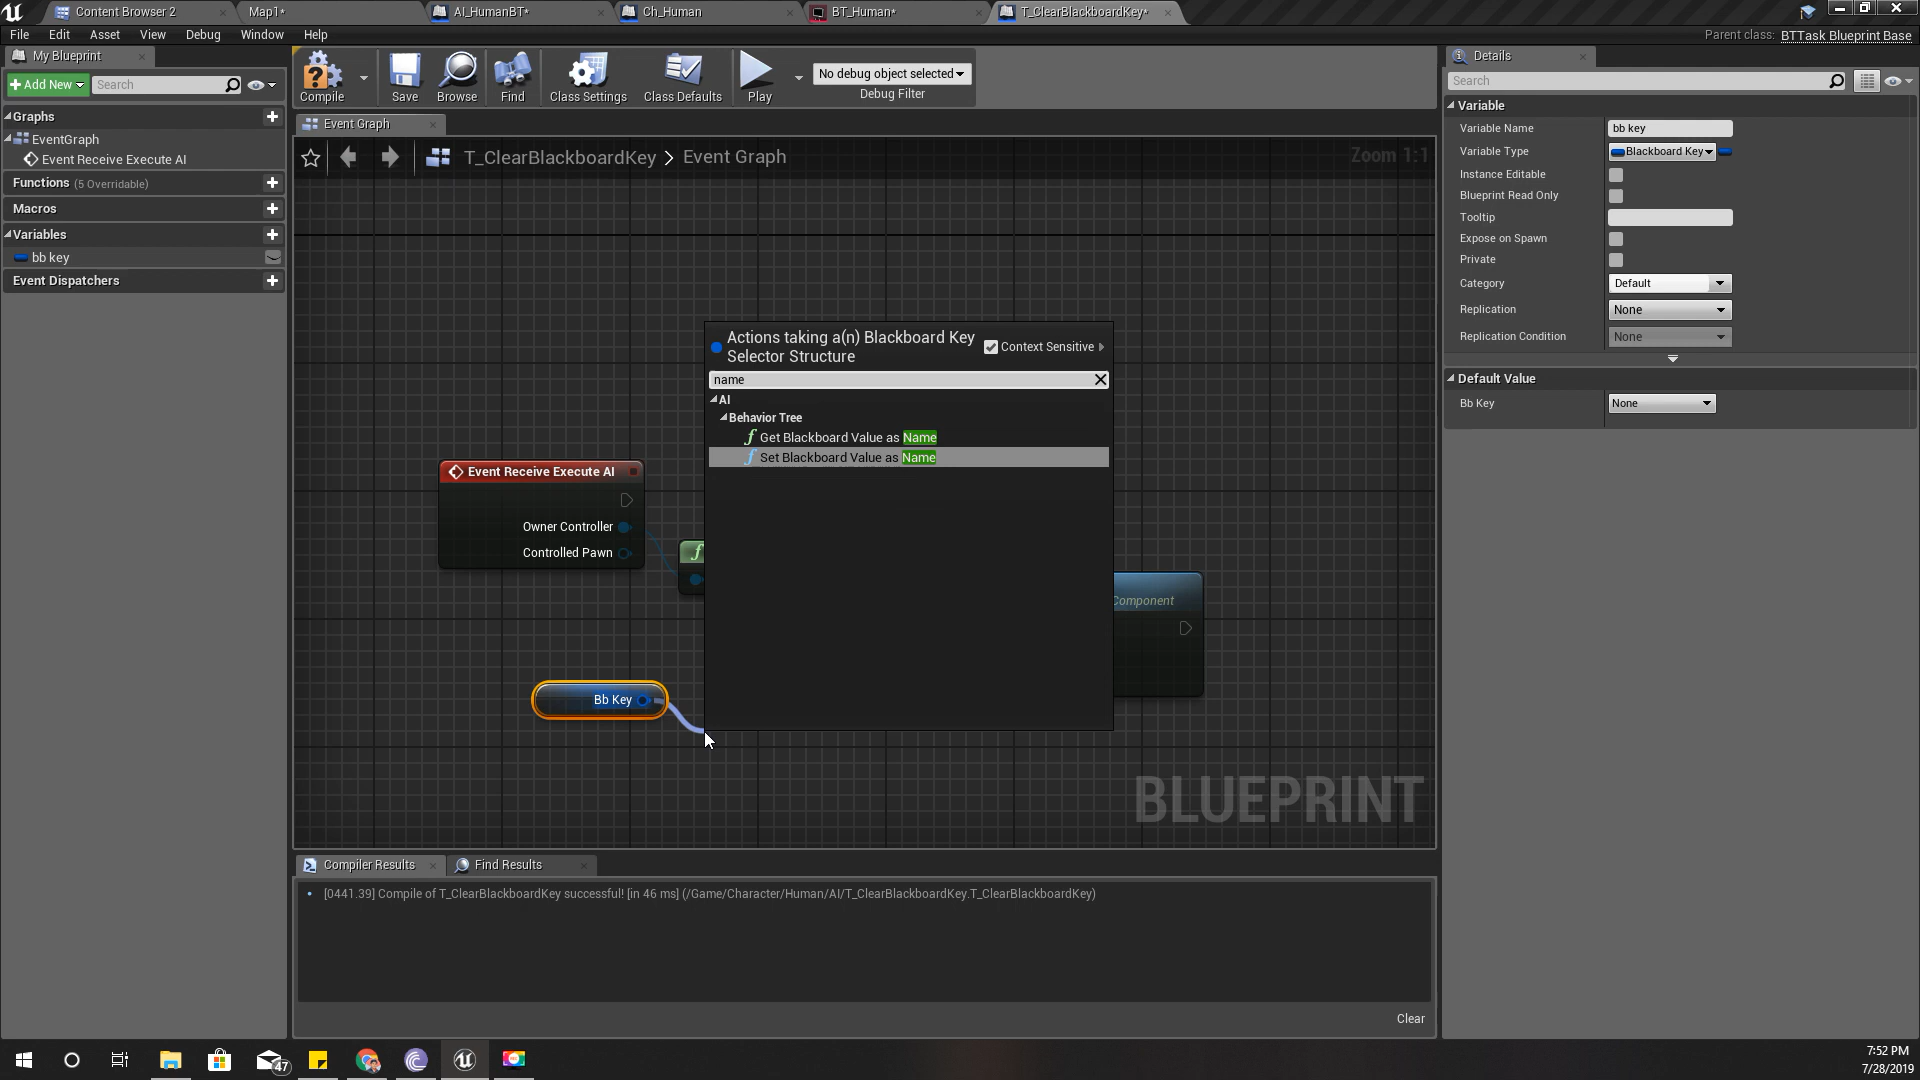 Content Browser 2
Map1*
AI_HumanBT*
Ch_Human
BT_Human*
T_ClearBlackboardKey*
File Edit Asset View Debug Window Help
Parent class: BTTask Blueprint Base
My Blueprint
Add New
Search
Compile
Save
Browse
Find
Class Settings
Class Defaults
Play
No debug object selected
Debug Filter
Graphs
EventGraph
Event Receive Execute AI
Functions (5 Overridable)
Macros
Variables
bb key
Event Dispatchers
Event Graph
T_ClearBlackboardKey > Event Graph
Zoom 1:1
Event Receive Execute AI
Owner Controller
Controlled Pawn
f
Bb Key
Actions taking a(n) Blackboard Key
Selector Structure
Context Sensitive
name
AI
Behavior Tree
f Get Blackboard Value as Name
f Set Blackboard Value as Name
Component
BLUEPRINT
Compiler Results
Find Results
[0441.39] Compile of T_ClearBlackboardKey successful! [in 46 ms] (/Game/Character/Human/AI/T_ClearBlackboardKey.T_ClearBlackboardKey)
Clear
Details
Search
Variable
Variable Name bb key
Variable Type Blackboard Key
Instance Editable
Blueprint Read Only
Tooltip
Expose on Spawn
Private
Category Default
Replication None
Replication Condition None
Default Value
Bb Key None
47
7:52 PM
7/28/2019